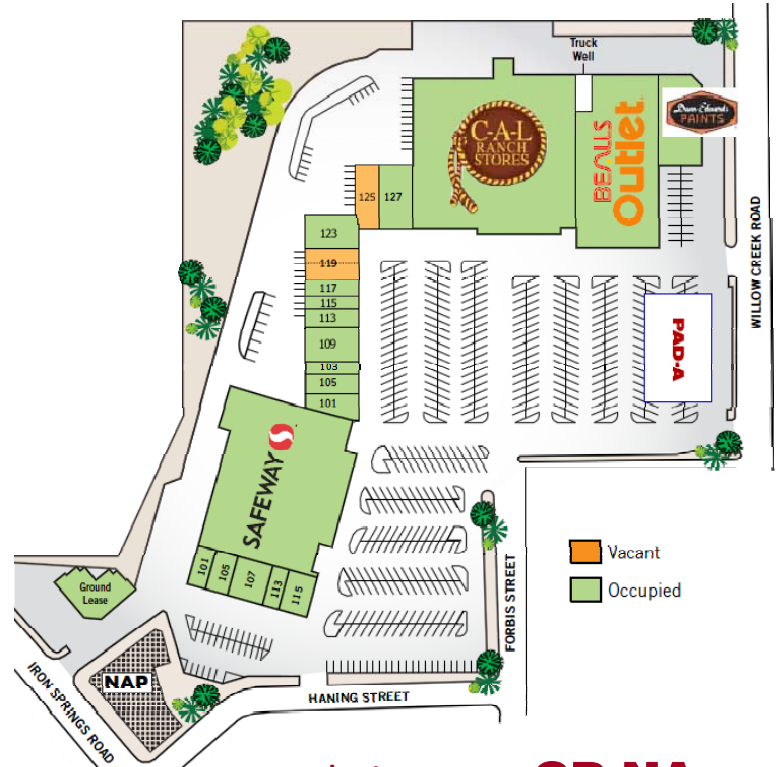 Truck
Well
C-A-L
RANCH
STORES
BEALLS
Outlet
Dunn-Edwards
PAINTS
125
127
123
119
117
115
113
109
103
105
101
WILLOW CREEK ROAD
PAD-A
SAFEWAY
101
105
107
113
115
Ground
Lease
NAP
IRON SPRINGS ROAD
HANING STREET
FORBIS STREET
Vacant
Occupied